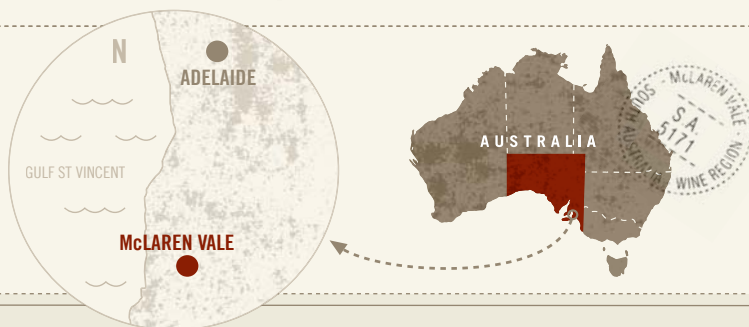 N
ADELAIDE
GULF ST VINCENT
McLAREN VALE
AUSTRALIA
McLAREN VALE
S.A.
5171
WINE REGION